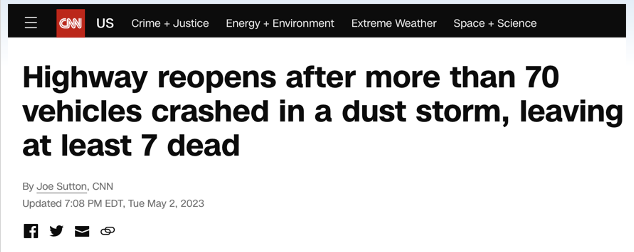 CNN US Crime + Justice Energy + Environment Extreme Weather Space + Science
Highway reopens after more than 70
vehicles crashed in a dust storm, leaving
at least 7 dead
By Joe Sutton, CNN
Updated 7:08 PM EDT, Tue May 2, 2023